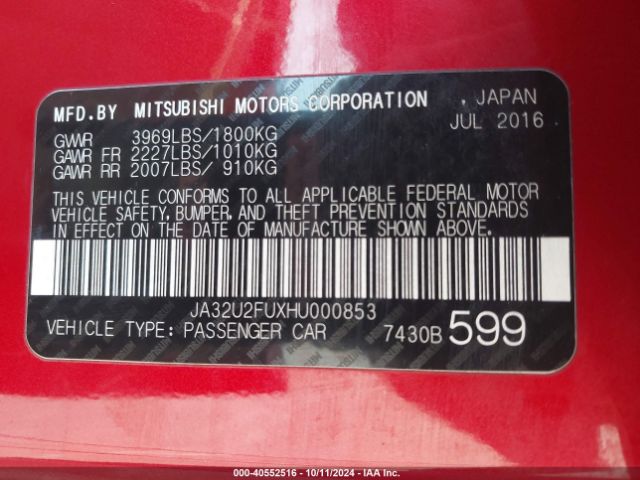 MFD.BY MITSUBISHI MOTORS CORPORATION , JAPAN
JUL 2016
GVWR 3969LBS/1800KG
GAWR FR 2227LBS/1010KG
GAWR RR 2007LBS/ 910KG
THIS VEHICLE CONFORMS TO ALL APPLICABLE FEDERAL MOTOR
VEHICLE SAFETY, BUMPER, AND THEFT PREVENTION STANDARDS
IN EFFECT ON THE DATE OF MANUFACTURE SHOWN ABOVE.
JA32U2FUXHU000853
VEHICLE TYPE: PASSENGER CAR 7430B 599
000-40552516 - 10/11/2024 - IAA Inc.